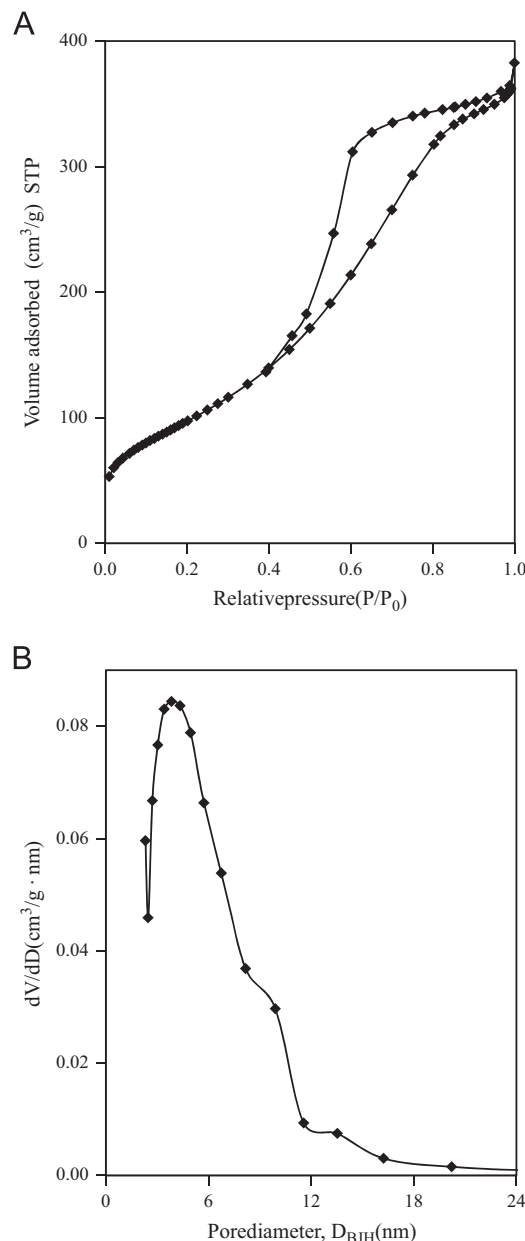 A
400
300
200
100
0
Volume adsorbed (cm³/g) STP
0.0 0.2 0.4 0.6 0.8 1.0
Relativepressure(P/P₀)
B
0.08
0.06
0.04
0.02
0.00
dV/dD(cm³/g · nm)
0 6 12 18 24
Porediameter, D_BJH(nm)